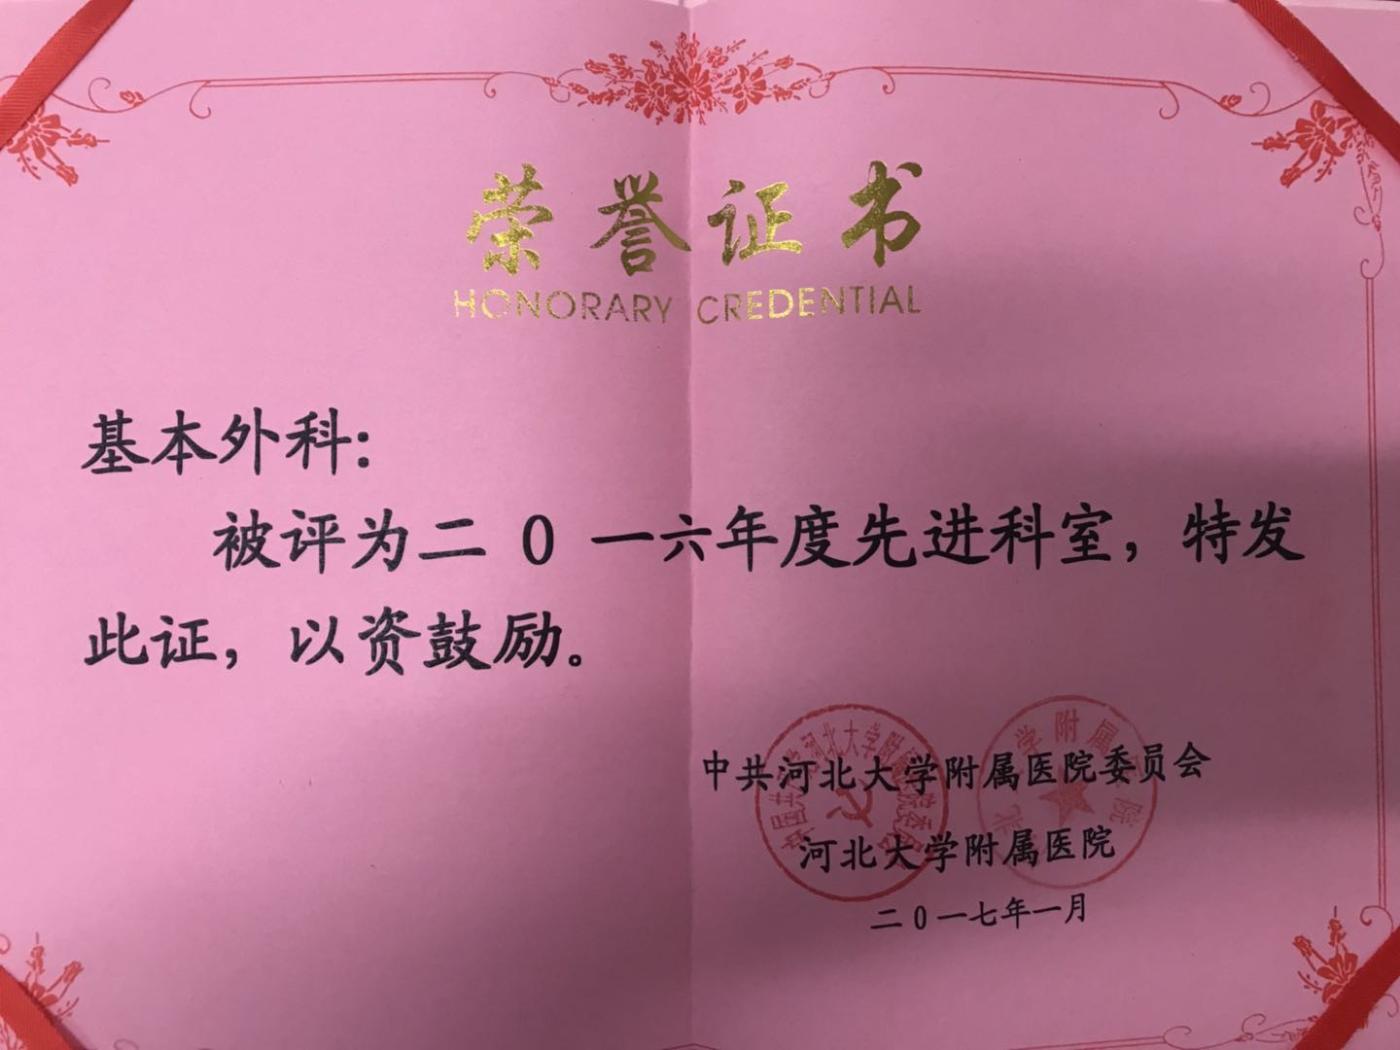 荣誉证书
HONORARY CREDENTIAL
基本外科：
被评为二0一六年度先进科室，特发
此证，以资鼓励。
中共河北大学附属医院委员会
河北大学附属医院
二0一七年一月